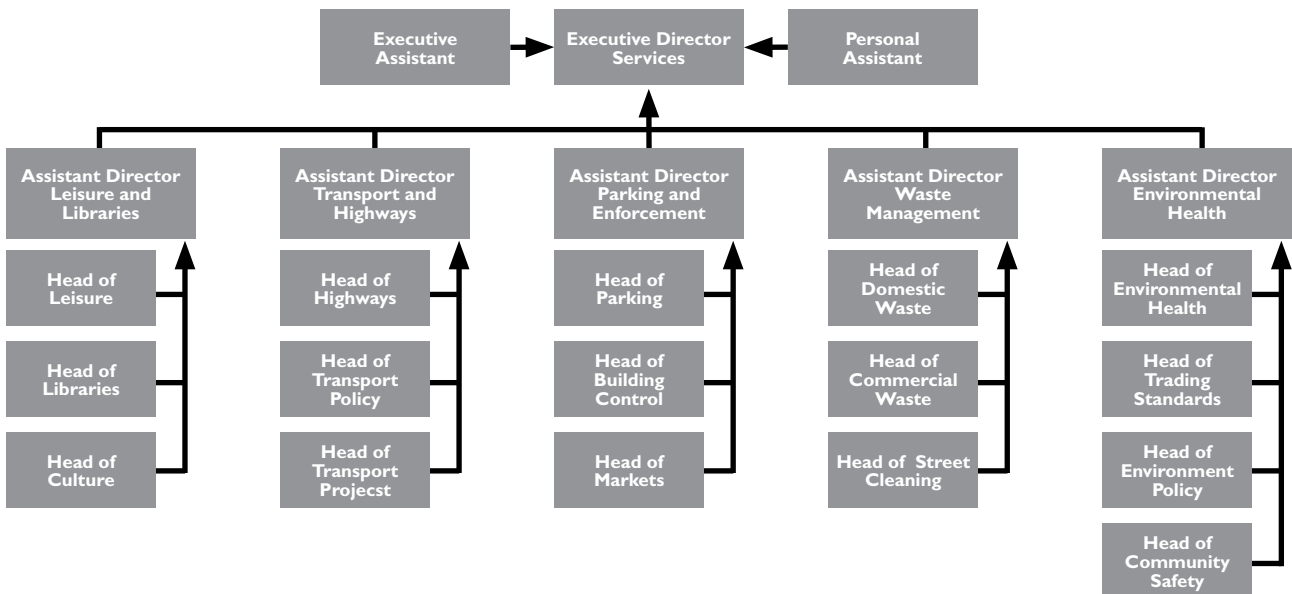 Executive
Assistant
Executive Director
Services
Personal
Assistant
Assistant Director
Leisure and
Libraries
Assistant Director
Transport and
Highways
Assistant Director
Parking and
Enforcement
Assistant Director
Waste
Management
Assistant Director
Environmental
Health
Head of
Leisure
Head of
Highways
Head of
Parking
Head of
Domestic
Waste
Head of
Environmental
Health
Head of
Libraries
Head of
Transport
Policy
Head of
Building
Control
Head of
Commercial
Waste
Head of
Trading
Standards
Head of
Culture
Head of
Transport
Projecst
Head of
Markets
Head of Street
Cleaning
Head of
Environment
Policy
Head of
Community
Safety